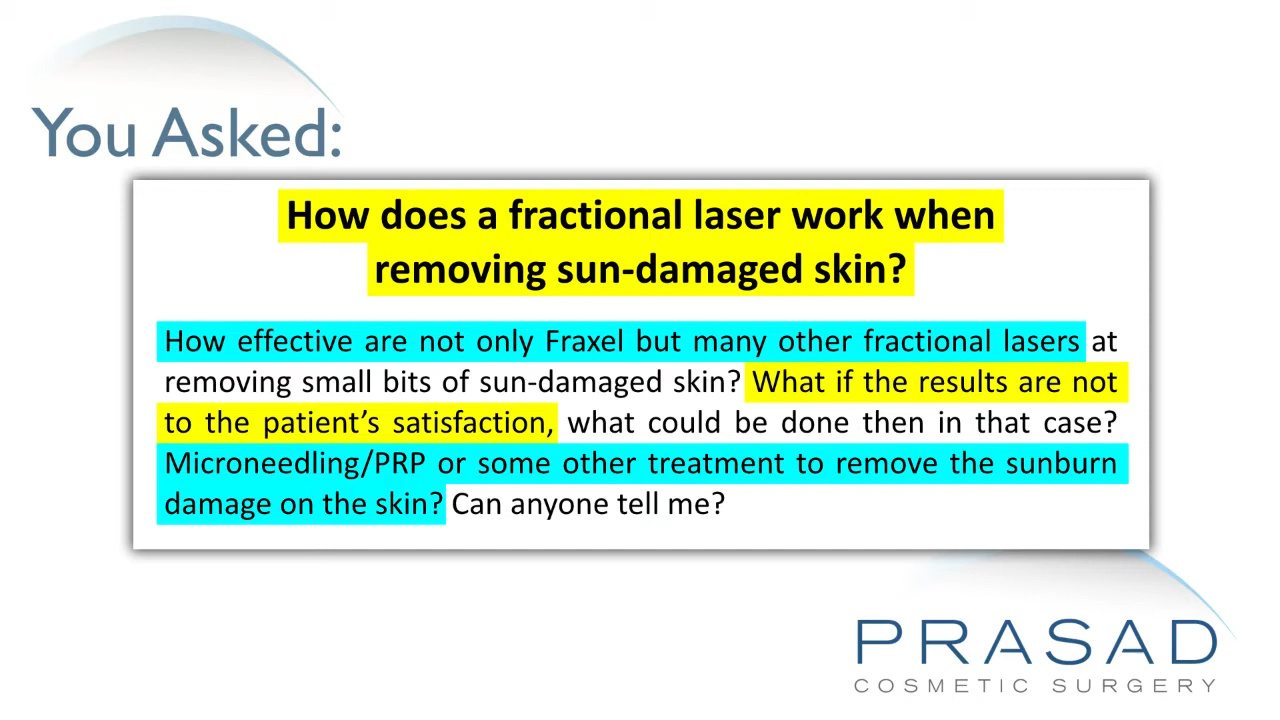 You Asked:
How does a fractional laser work when
removing sun-damaged skin?
How effective are not only Fraxel but many other fractional lasers at
removing small bits of sun-damaged skin? What if the results are not
to the patient’s satisfaction, what could be done then in that case?
Microneedling/PRP or some other treatment to remove the sunburn
damage on the skin? Can anyone tell me?
PRASAD
COSMETIC SURGERY